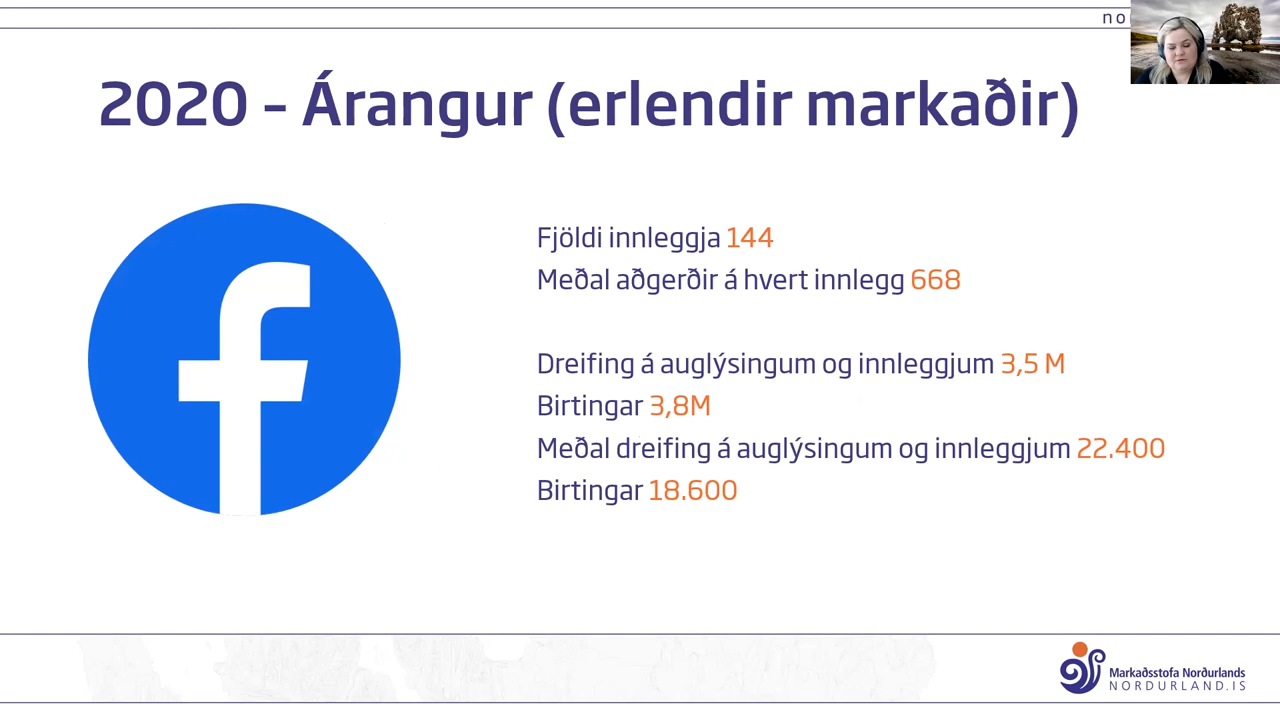 no
2020 – Árangur (erlendir markaðir)
Fjöldi innleggja 144
Meðal aðgerðir á hvert innlegg 668
Dreifing á auglýsingum og innleggjum 3,5 M
Birtingar 3,8M
Meðal dreifing á auglýsingum og innleggjum 22.400
Birtingar 18.600
Markaðsstofa Norðurlands
NORDURLAND.IS